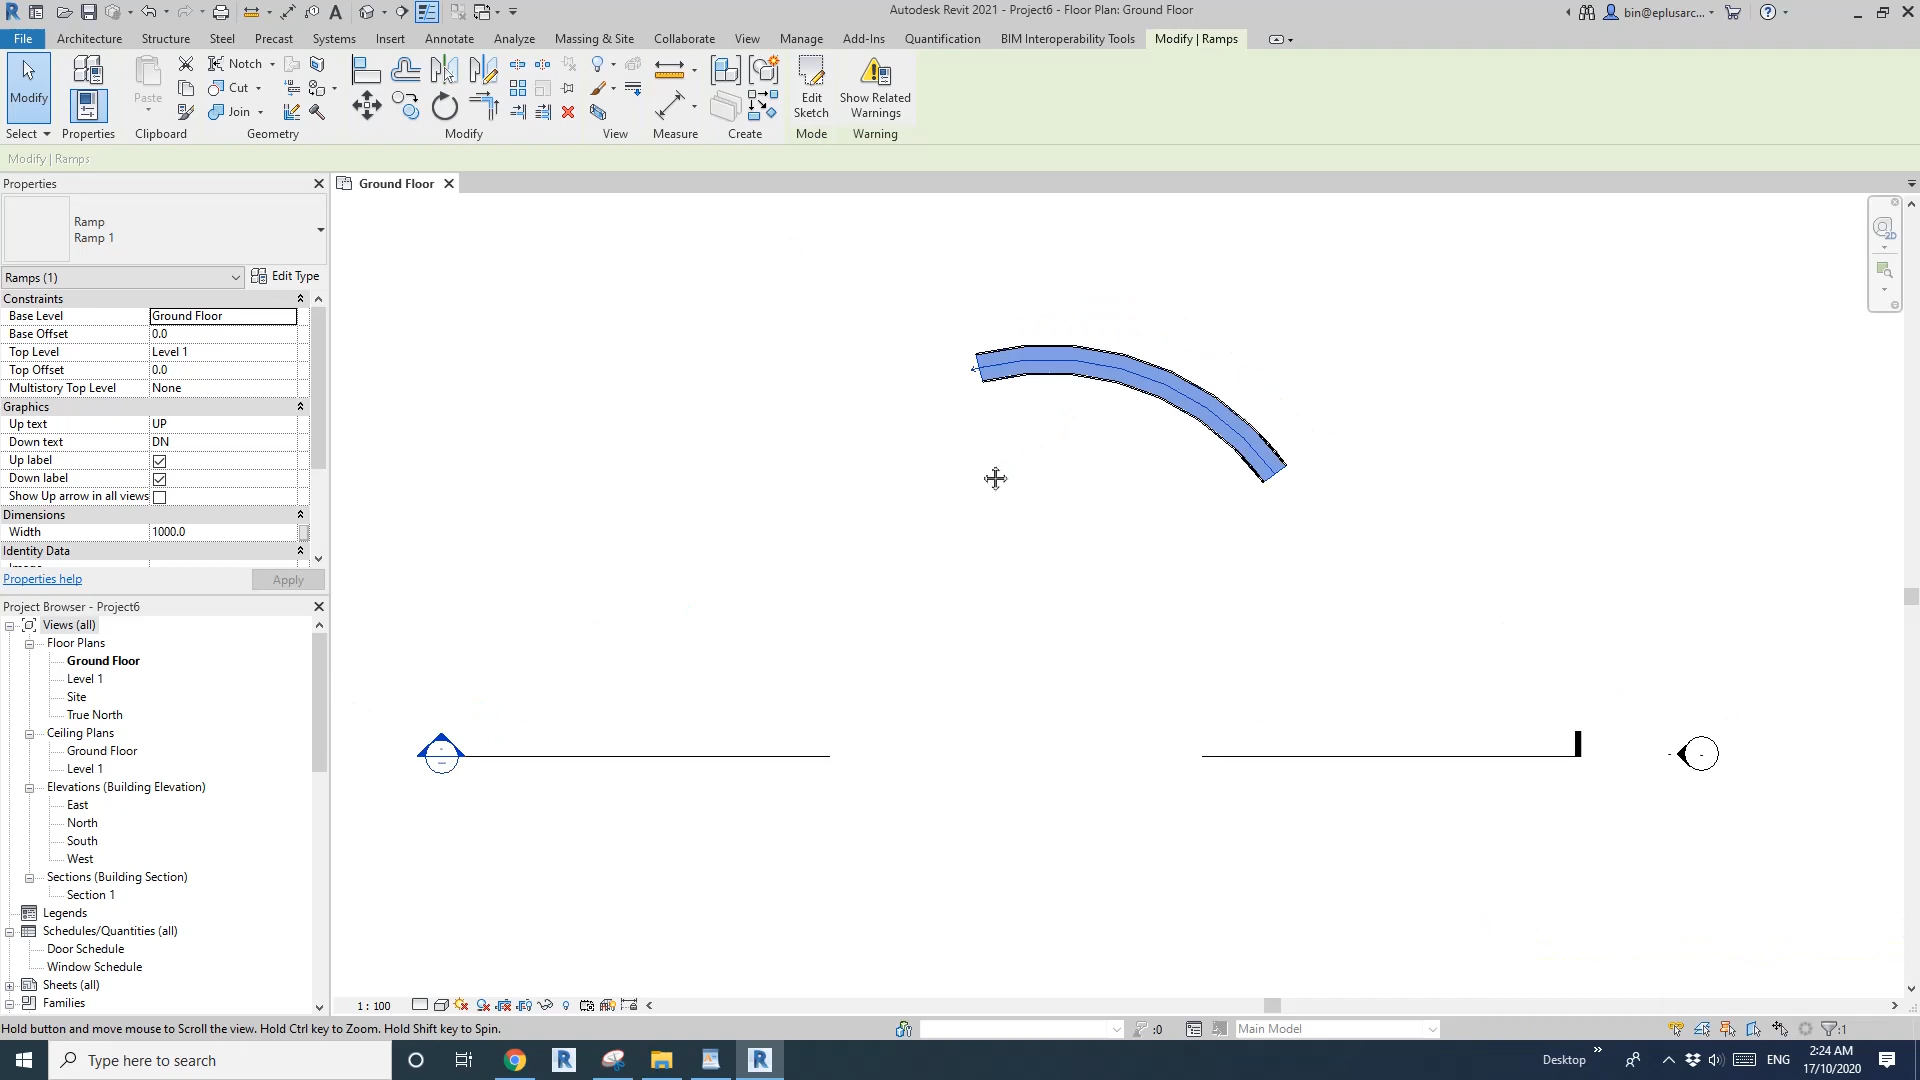 Autodesk Revit 2021 - Project6 - Floor Plan: Ground Floor
bin@eplusarc...
File Architecture Structure Steel Precast Systems Insert Annotate Analyze Massing & Site Collaborate View Manage Add-Ins Quantification BIM Interoperability Tools Modify | Ramps
Modify
Paste
Notch
Cut
Join
Edit Sketch
Show Related Warnings
Select Properties Clipboard Geometry Modify View Measure Create Mode Warning
Modify | Ramps
Properties
Ground Floor
Ramp
Ramp 1
Ramps (1)
Edit Type
Constraints
Base Level Ground Floor
Base Offset 0.0
Top Level Level 1
Top Offset 0.0
Multistory Top Level None
Graphics
Up text UP
Down text DN
Up label
Down label
Show Up arrow in all views
Dimensions
Width 1000.0
Identity Data
Properties help
Apply
Project Browser - Project6
Views (all)
Floor Plans
Ground Floor
Level 1
Site
True North
Ceiling Plans
Ground Floor
Level 1
Elevations (Building Elevation)
East
North
South
West
Sections (Building Section)
Section 1
Legends
Schedules/Quantities (all)
Door Schedule
Window Schedule
Sheets (all)
Families
1 : 100
Hold button and move mouse to Scroll the view. Hold Ctrl key to Zoom. Hold Shift key to Spin.
:0
Main Model
:1
Type here to search
Desktop
ENG
2:24 AM
17/10/2020